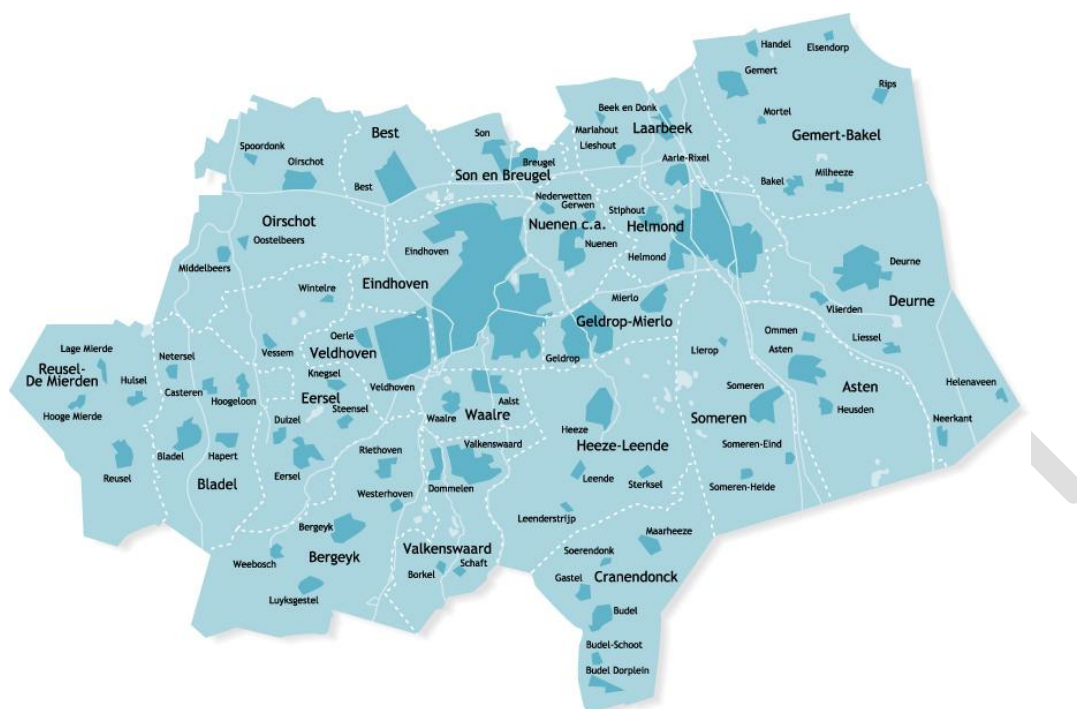 Handel
Elsendorp
Gemert
Rips
Beek en Donk
Mortel
Best
Son
Mariahout
Laarbeek
Gemert-Bakel
Spoordonk
Lieshout
Oirschot
Breugel
Aarle-Rixel
Best
Son en Breugel
Bakel
Milheeze
Nederwetten
Gerwen
Stiphout
Oirschot
Nuenen c.a.
Helmond
Oostelbeers
Eindhoven
Nuenen
Helmond
Middelbeers
Deurne
Wintelre
Eindhoven
Mierlo
Deurne
Vlierden
Geldrop-Mierlo
Oerle
Ommen
Lage Mierde
Netersel
Vessem
Veldhoven
Lierop
Asten
Liessel
Geldrop
Reusel-
De Mierden
Hulsel
Casteren
Hoogeloon
Knegsel
Veldhoven
Someren
Asten
Helenaveen
Eersel
Aalst
Hooge Mierde
Duizel
Steensel
Waalre
Waalre
Someren
Heusden
Neerkant
Heeze
Bladel
Hapert
Riethoven
Valkenswaard
Heeze-Leende
Someren-Eind
Reusel
Eersel
Bladel
Westerhoven
Dommelen
Leende
Sterksel
Someren-Heide
Leenderstrijp
Bergeyk
Maarheeze
Weebosch
Bergeyk
Valkenswaard
Soerendonk
Borkel
Schaft
Gastel
Cranendonck
Luyksgestel
Budel
Budel-Schoot
Budel Dorplein